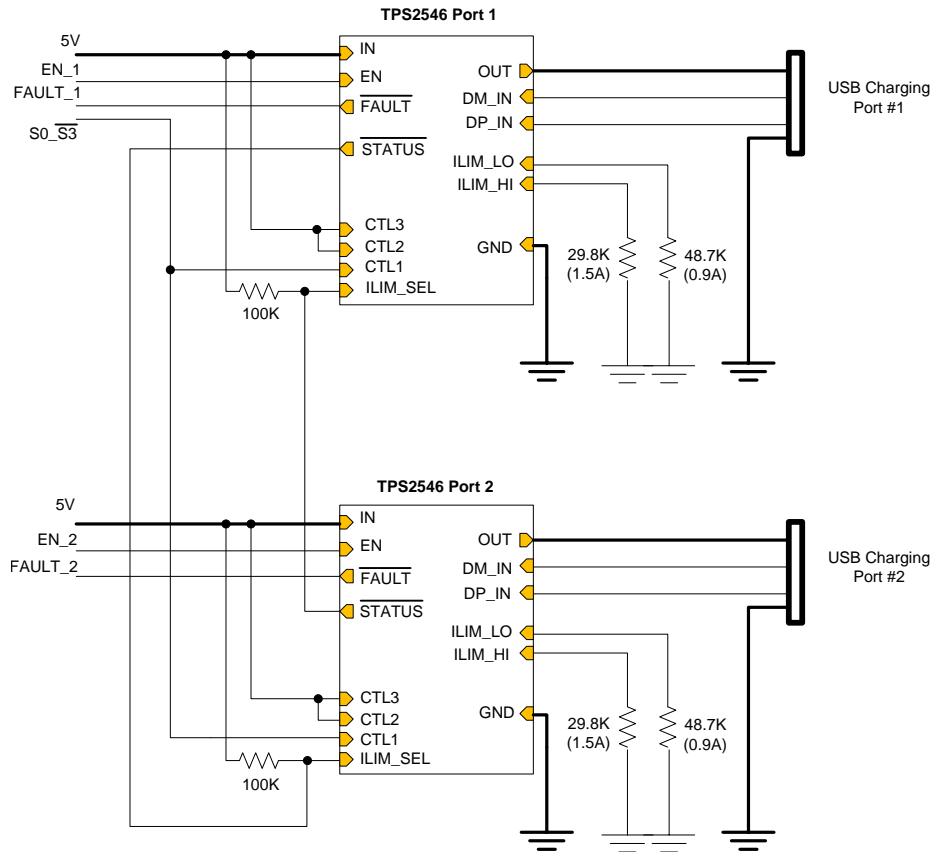 TPS2546 Port 1
5V
EN_1
FAULT_1
S0_S3
IN
EN
FAULT
STATUS
CTL3
CTL2
CTL1
ILIM_SEL
100K
OUT
DM_IN
DP_IN
ILIM_LO
ILIM_HI
GND
29.8K
(1.5A)
48.7K
(0.9A)
USB Charging
Port #1
TPS2546 Port 2
5V
EN_2
FAULT_2
IN
EN
FAULT
STATUS
CTL3
CTL2
CTL1
ILIM_SEL
100K
OUT
DM_IN
DP_IN
ILIM_LO
ILIM_HI
GND
29.8K
(1.5A)
48.7K
(0.9A)
USB Charging
Port #2